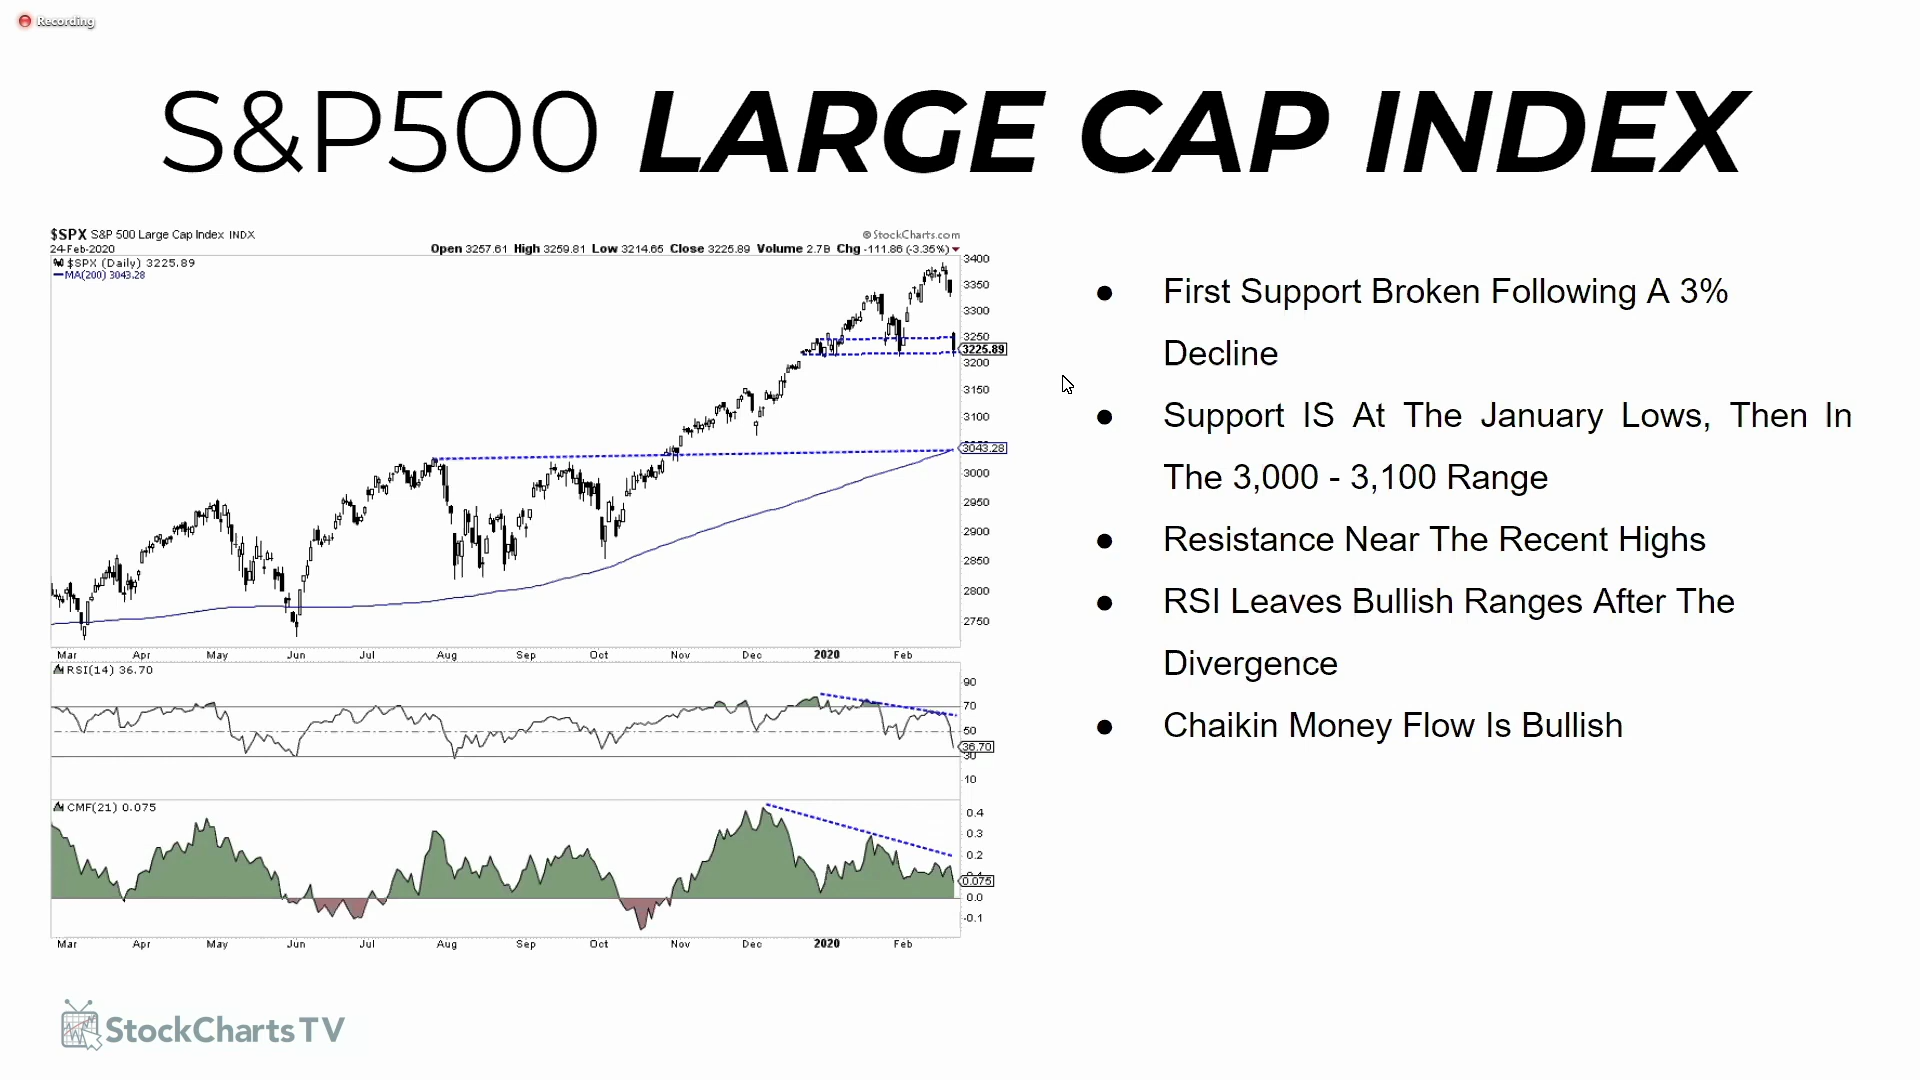 Recording
S&P500 LARGE CAP INDEX
$SPX S&P 500 Large Cap Index INDX
© StockCharts.com
24-Feb-2020
Open 3257.61 High 3259.81 Low 3214.65 Close 3225.89 Volume 2.7B Chg -111.86 (-3.35%)
$SPX (Daily) 3225.89
MA(200) 3043.28
3400
3350
3300
3250
3225.89
3200
3150
3100
3043.28
3000
2950
2900
2850
2800
2750
Mar Apr May Jun Jul Aug Sep Oct Nov Dec 2020 Feb
RSI(14) 36.70
90
70
50
36.70
30
10
CMF(21) 0.075
0.4
0.3
0.2
0.075
0.0
-0.1
Mar Apr May Jun Jul Aug Sep Oct Nov Dec 2020 Feb
● First Support Broken Following A 3%
Decline
● Support IS At The January Lows, Then In
The 3,000 - 3,100 Range
● Resistance Near The Recent Highs
● RSI Leaves Bullish Ranges After The
Divergence
● Chaikin Money Flow Is Bullish
StockCharts TV